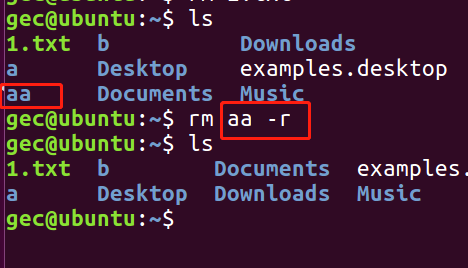 gec@ubuntu:~$ ls
1.txt b Downloads
a Desktop examples.desktop
aa Documents Music
gec@ubuntu:~$ rm aa -r
gec@ubuntu:~$ ls
1.txt b Documents examples.
a Desktop Downloads Music
gec@ubuntu:~$